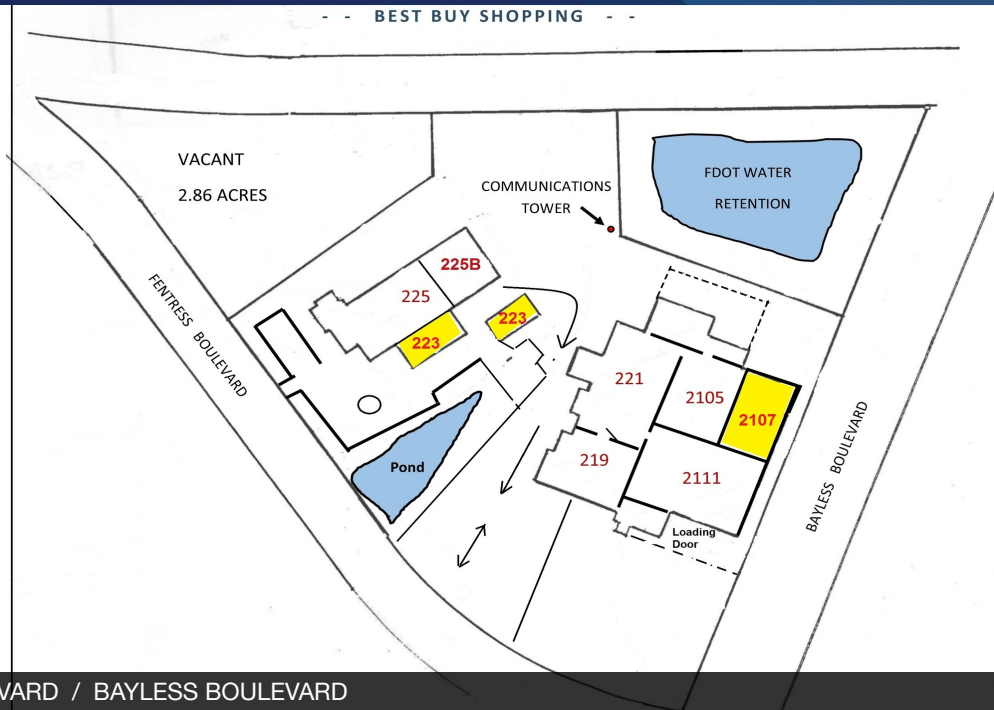 - - BEST BUY SHOPPING - -
VACANT
2.86 ACRES
COMMUNICATIONS
TOWER
FDOT WATER
RETENTION
225B
225
223
223
FENTRESS BOULEVARD
221
2105
2107
219
2111
Pond
Loading
Door
BAYLESS BOULEVARD
VARD / BAYLESS BOULEVARD